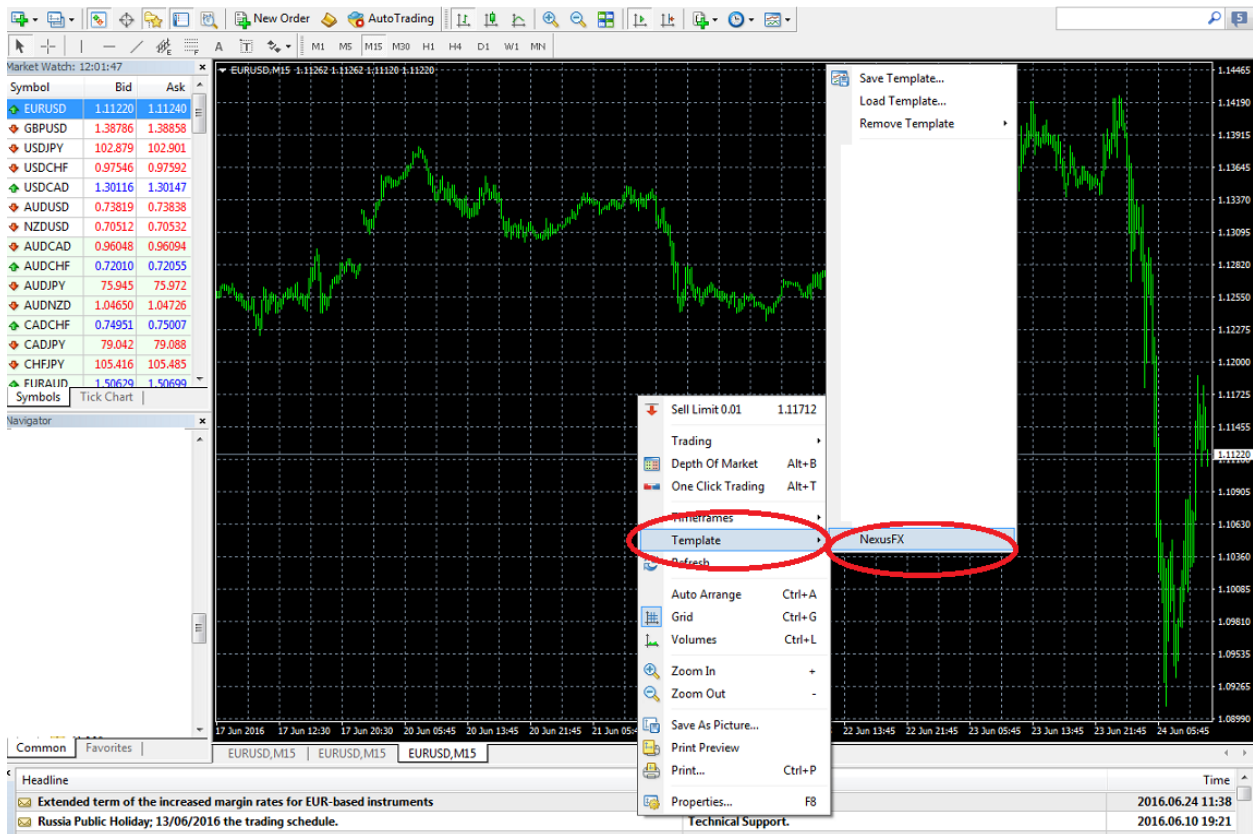 New Order AutoTrading 5
A T M1 M5 M15 M30 H1 H4 D1 W1 MN
Market Watch: 12:01:47 x
Symbol Bid Ask
EURUSD 1.11220 1.11240
GBPUSD 1.38786 1.38858
USDJPY 102.879 102.901
USDCHF 0.97546 0.97592
USDCAD 1.30116 1.30147
AUDUSD 0.73819 0.73838
NZDUSD 0.70512 0.70532
AUDCAD 0.96048 0.96094
AUDCHF 0.72010 0.72055
AUDJPY 75.945 75.972
AUDNZD 1.04650 1.04726
CADCHF 0.74951 0.75007
CADJPY 79.042 79.088
CHFJPY 105.416 105.485
EURAUD 1.50629 1.50699
Symbols Tick Chart
Navigator x
Common Favorites
EURUSD,M15 1.11262 1.11262 1.11120 1.11220
Save Template...
Load Template...
Remove Template
NexusFX
Sell Limit 0.01 1.11712
Trading
Depth Of Market Alt+B
One Click Trading Alt+T
Timeframes
Template
Refresh
Auto Arrange Ctrl+A
Grid Ctrl+G
Volumes Ctrl+L
Zoom In +
Zoom Out -
Save As Picture...
Print Preview
Print... Ctrl+P
Properties... F8
1.14465
1.14190
1.13915
1.13645
1.13370
1.13095
1.12820
1.12550
1.12275
1.12000
1.11725
1.11455
1.11220
1.10905
1.10630
1.10360
1.10085
1.09810
1.09535
1.09265
1.08990
17 Jun 2016 17 Jun 12:30 17 Jun 20:30 20 Jun 05:45 20 Jun 13:45 20 Jun 21:45 21 Jun 22 Jun 13:45 22 Jun 21:45 23 Jun 05:45 23 Jun 13:45 23 Jun 21:45 24 Jun 05:45
EURUSD,M15 EURUSD,M15 EURUSD,M15
Headline Time
Extended term of the increased margin rates for EUR-based instruments 2016.06.24 11:38
Russia Public Holiday; 13/06/2016 the trading schedule. Technical Support. 2016.06.10 19:21